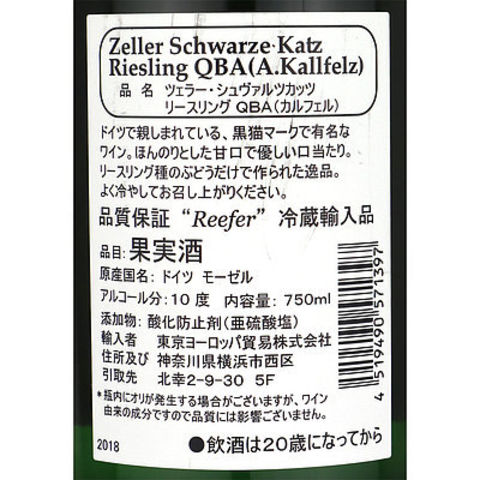 Zeller Schwarze Katz
Riesling QBA(A.Kallfelz)
品 名 ツェラー・シュヴァルツカッツ
リースリング QBA(カルフェル)
ドイツで親しまれている、黒猫マークで有名な
ワイン。ほんのりとした甘口で優しい口当たり。
リースリング種のぶどうだけで作られた逸品。
よく冷やしてお召し上がりください。
品質保証 “Reefer” 冷蔵輸入品
品目:果実酒
原産国名: ドイツ モーゼル
アルコール分:10度 内容量:750ml
添加物: 酸化防止剤(亜硫酸塩)
輸入者 東京ヨーロッパ貿易株式会社
住所及び 神奈川県横浜市西区
引取先 北幸2-9-30 5F
*瓶内にオリが発生する場合がございますが、ワイン
由来の成分ですので品質には影響ございません。
2018 ●飲酒は20歳になってから
4 519490 571397